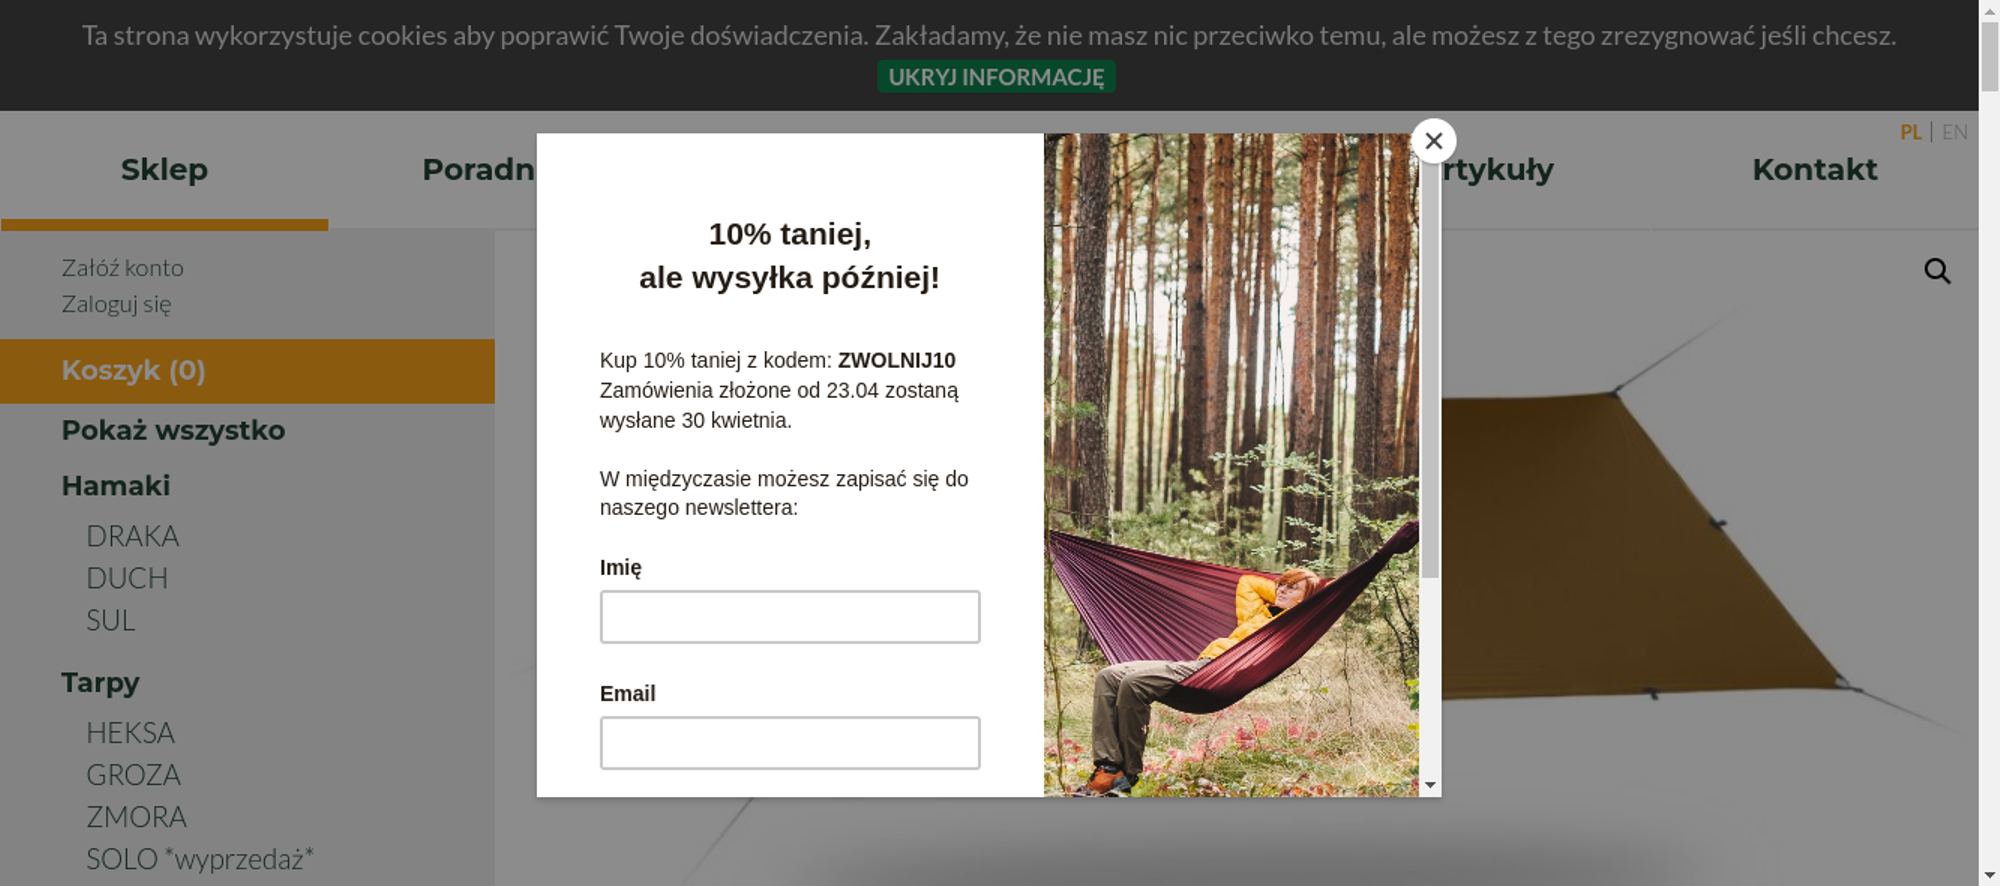 Ta strona wykorzystuje cookies aby poprawić Twoje doświadczenia. Zakładamy, że nie masz nic przeciwko temu, ale możesz z tego zrezygnować jeśli chcesz.
UKRYJ INFORMACJĘ
PL | EN
Sklep
Poradn
rtykuły
Kontakt
Załóż konto
Zaloguj się
Koszyk (0)
Pokaż wszystko
Hamaki
DRAKA
DUCH
SUL
Tarpy
HEKSA
GROZA
ZMORA
SOLO *wyprzedaż*
10% taniej,
ale wysyłka później!
Kup 10% taniej z kodem: ZWOLNIJ10
Zamówienia złożone od 23.04 zostaną
wysłane 30 kwietnia.
W międzyczasie możesz zapisać się do
naszego newslettera:
Imię
Email